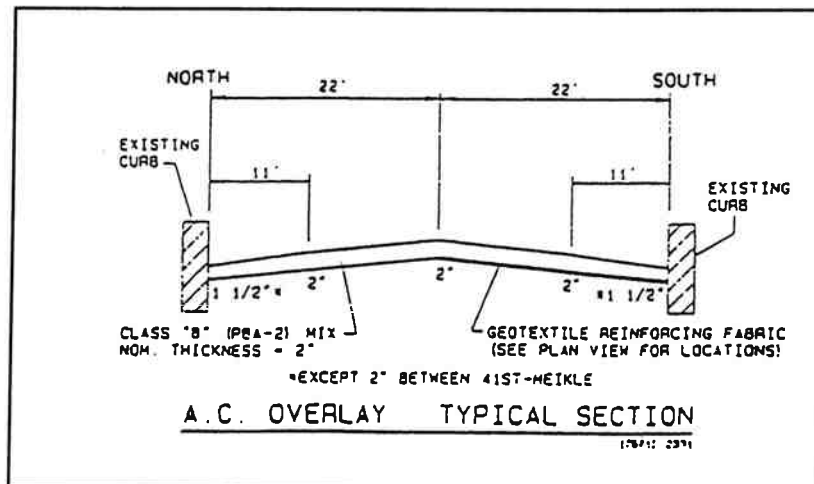 NORTH
SOUTH
22'
22'
EXISTING
CURB
11'
11'
EXISTING
CURB
1 1/2"*
2"
2"
2"
*1 1/2"
CLASS "B" (PBA-2) MIX
NOM. THICKNESS = 2"
GEOTEXTILE REINFORCING FABRIC
(SEE PLAN VIEW FOR LOCATIONS)
*EXCEPT 2" BETWEEN 41ST-HEIKLE
A.C. OVERLAY TYPICAL SECTION